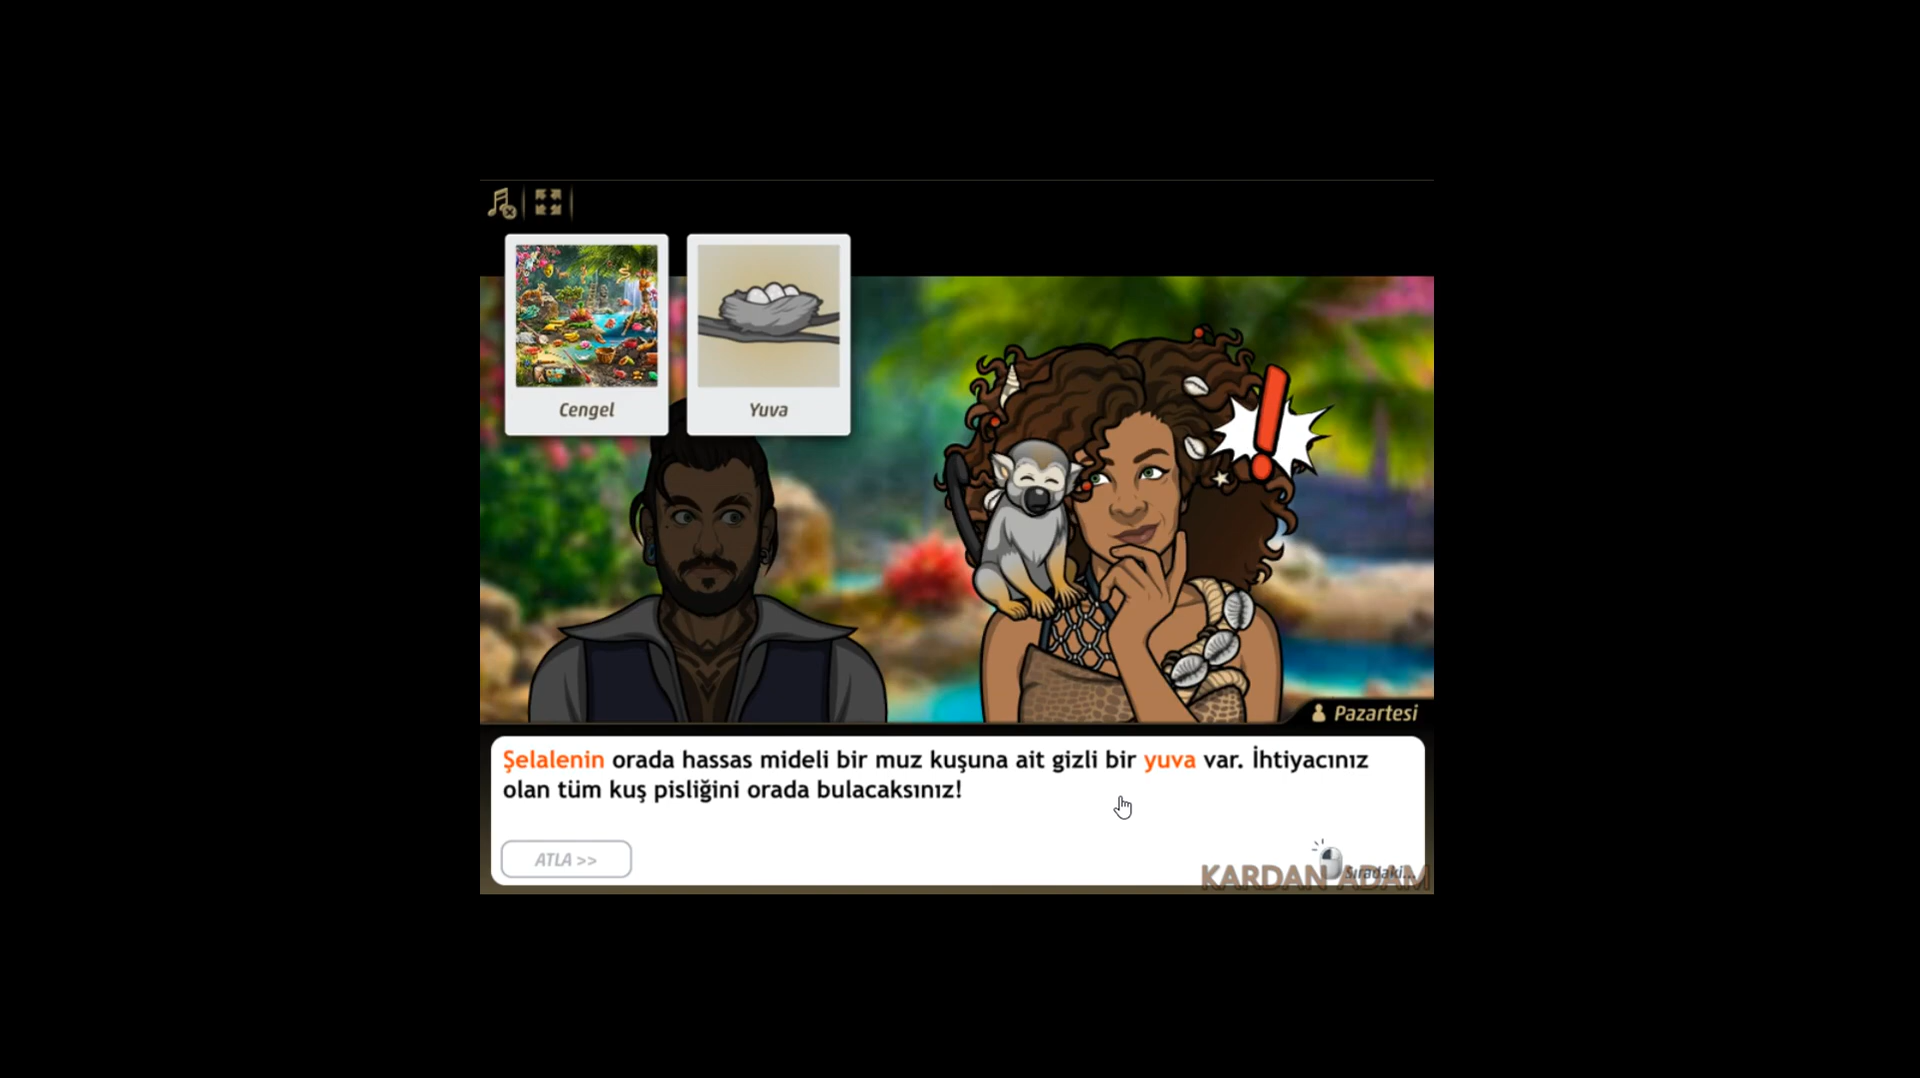 Cengel
Yuva
Pazartesi
Şelalenin orada hassas mideli bir muz kuşuna ait gizli bir yuva var. İhtiyacınız
olan tüm kuş pisliğini orada bulacaksınız!
ATLA >>
Sıradaki...
KARDAN ADAM